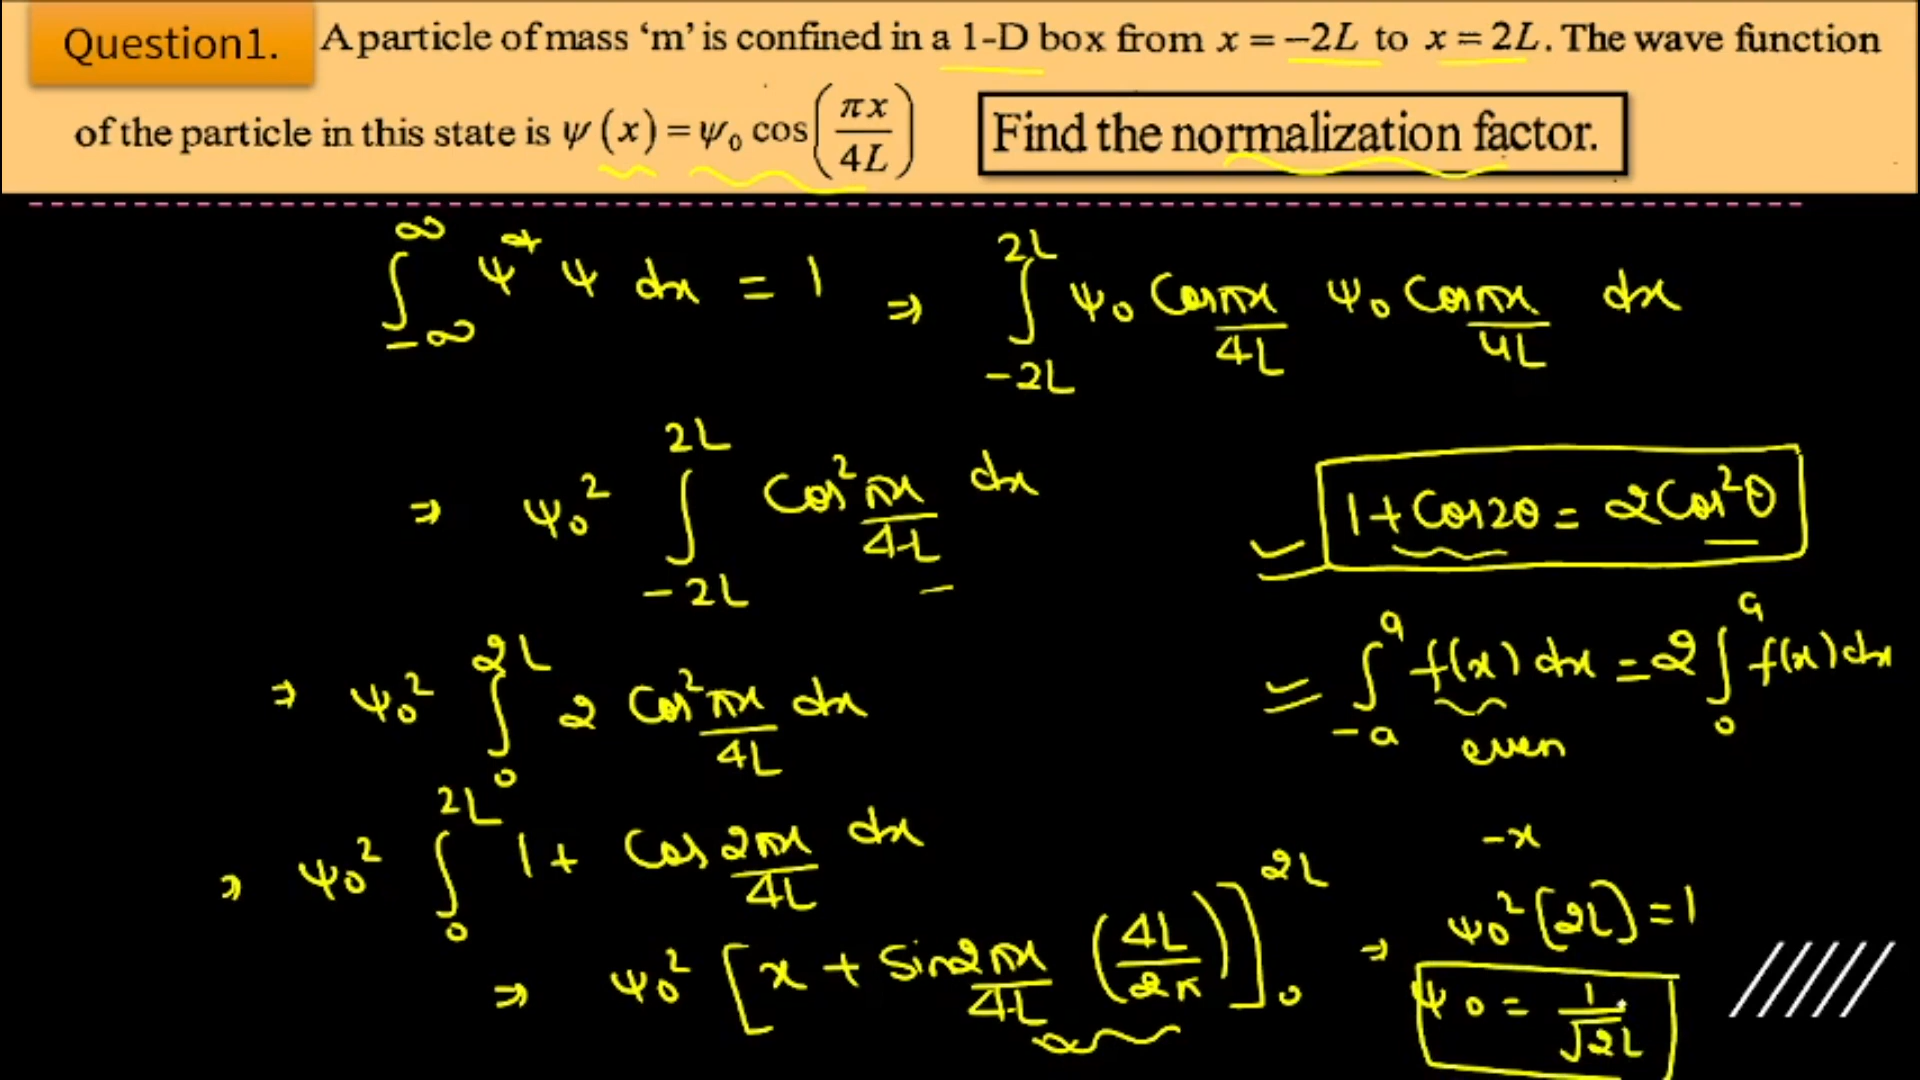 Question1. A particle of mass ‘m’ is confined in a 1-D box from x = −2L to x = 2L. The wave function
of the particle in this state is ψ(x) = ψ₀ cos(πx/4L) Find the normalization factor.
∫_{-∞}^{∞} ψ* ψ dx = 1 ⇒ ∫_{-2L}^{2L} ψ₀ Cos πx/4L ψ₀ Cos πx/4L dx
⇒ ψ₀² ∫_{-2L}^{2L} Cos² πx/4L dx
1 + Cos2θ = 2Cos²θ
= ∫_{-a}^{a} f(x) dx = 2 ∫_{0}^{a} f(x) dx
even
⇒ ψ₀² ∫_{0}^{2L} 2 Cos² πx/4L dx
-x
⇒ ψ₀² ∫_{0}^{2L} 1 + Cos 2πx/4L dx
⇒ ψ₀² [x + Sin 2πx/4L (4L/2π)]_{0}^{2L} ⇒ ψ₀² [2L] = 1
ψ₀ = 1/√2L